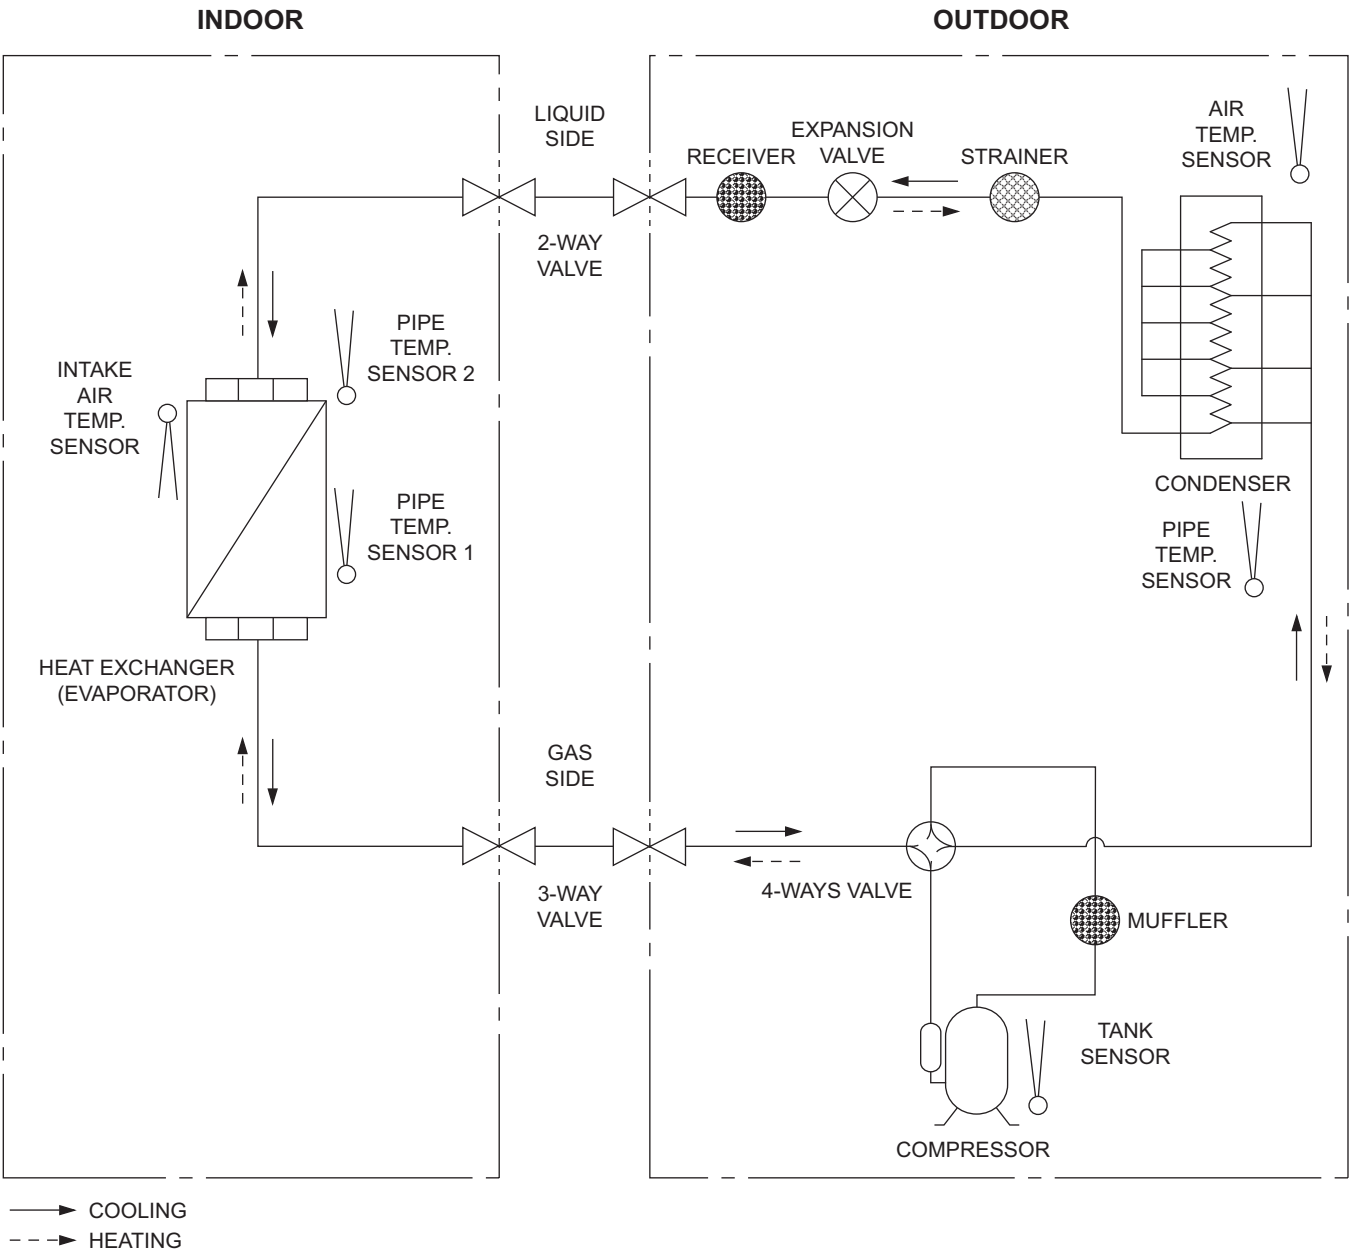 INDOOR
OUTDOOR
LIQUID
SIDE
2-WAY
VALVE
RECEIVER
EXPANSION
VALVE
STRAINER
AIR
TEMP.
SENSOR
PIPE
TEMP.
SENSOR 2
INTAKE
AIR
TEMP.
SENSOR
PIPE
TEMP.
SENSOR 1
HEAT EXCHANGER
(EVAPORATOR)
CONDENSER
PIPE
TEMP.
SENSOR
GAS
SIDE
3-WAY
VALVE
4-WAYS VALVE
MUFFLER
TANK
SENSOR
COMPRESSOR
COOLING
HEATING